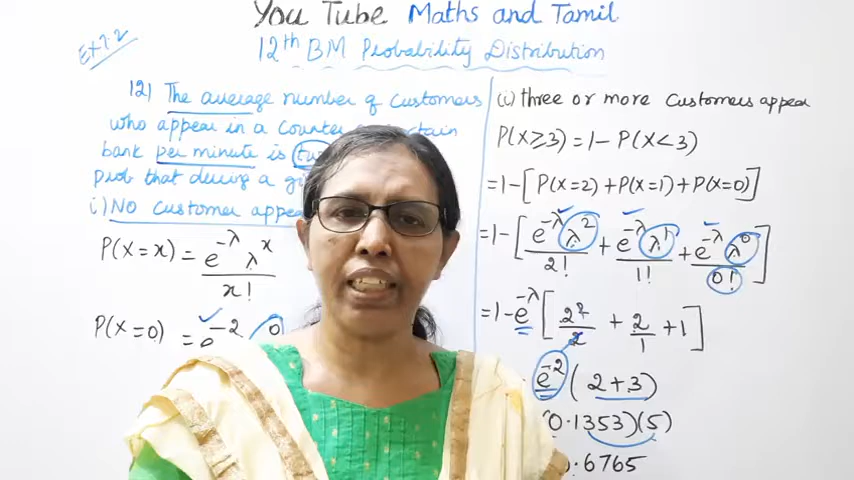 You Tube Maths and Tamil
12th BM Probability Distribution
Ex 7.2
12) The average number of Customers
who appear in a Counter
bank per minute is
prob that during a
i) No customer appear
P(X=x) = e^-λ λ^x
x!
P(X=0) = e^-2
(ii) three or more customers appear
P(X≥3) = 1- P(X<3)
=1-[P(X=2)+P(X=1)+P(X=0)]
=1-[e^-λ λ^2/2! + e^-λ λ^1/1! + e^-λ λ^0/0!]
=1-e^-λ[2^2/2 + 2/1 +1]
e^-2 (2+3)
0.1353)(5)
.6765